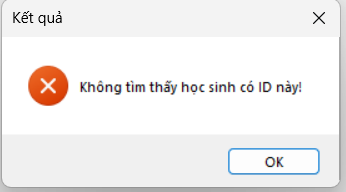 Kết quả
Không tìm thấy học sinh có ID này!
OK